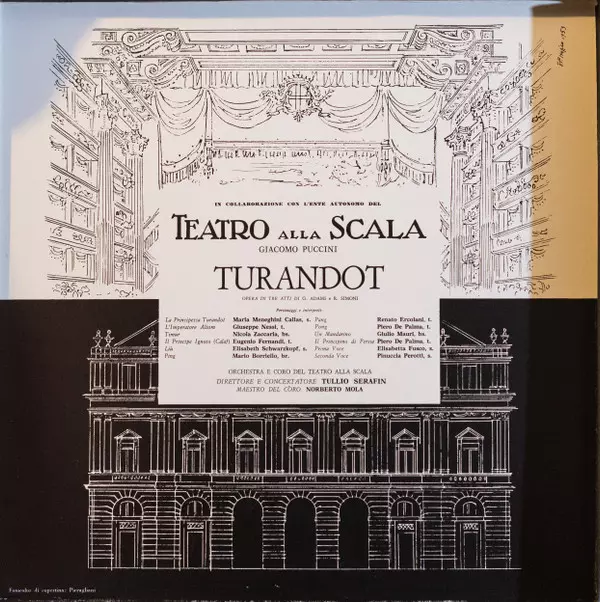 IN COLLABORAZIONE CON L'ENTE AUTONOMO DEL
TEATRO ALLA SCALA
GIACOMO PUCCINI
TURANDOT
OPERA IN TRE ATTI DI G. ADAMI e R. SIMONI
Personaggi e interpreti
La Principessa Turandot Maria Meneghini Callas, s.
L'Imperatore Altoum Giuseppe Nessi, t.
Timur Nicola Zaccaria, bs.
Il Principe Ignoto (Calaf) Eugenio Fernandi, t.
Liù Elisabeth Schwarzkopf, s.
Ping Mario Borriello, br.
Pang Renato Ercolani, t.
Pong Piero De Palma, t.
Un Mandarino Giulio Mauri, bs.
Il Principino di Persia Piero De Palma, t.
Prima Voce Elisabetta Fusco, s.
Seconda Voce Pinuccia Perotti, s.
ORCHESTRA E CORO DEL TEATRO ALLA SCALA
DIRETTORE E CONCERTATORE TULLIO SERAFIN
MAESTRO DEL CORO NORBERTO MOLA
di copertina: